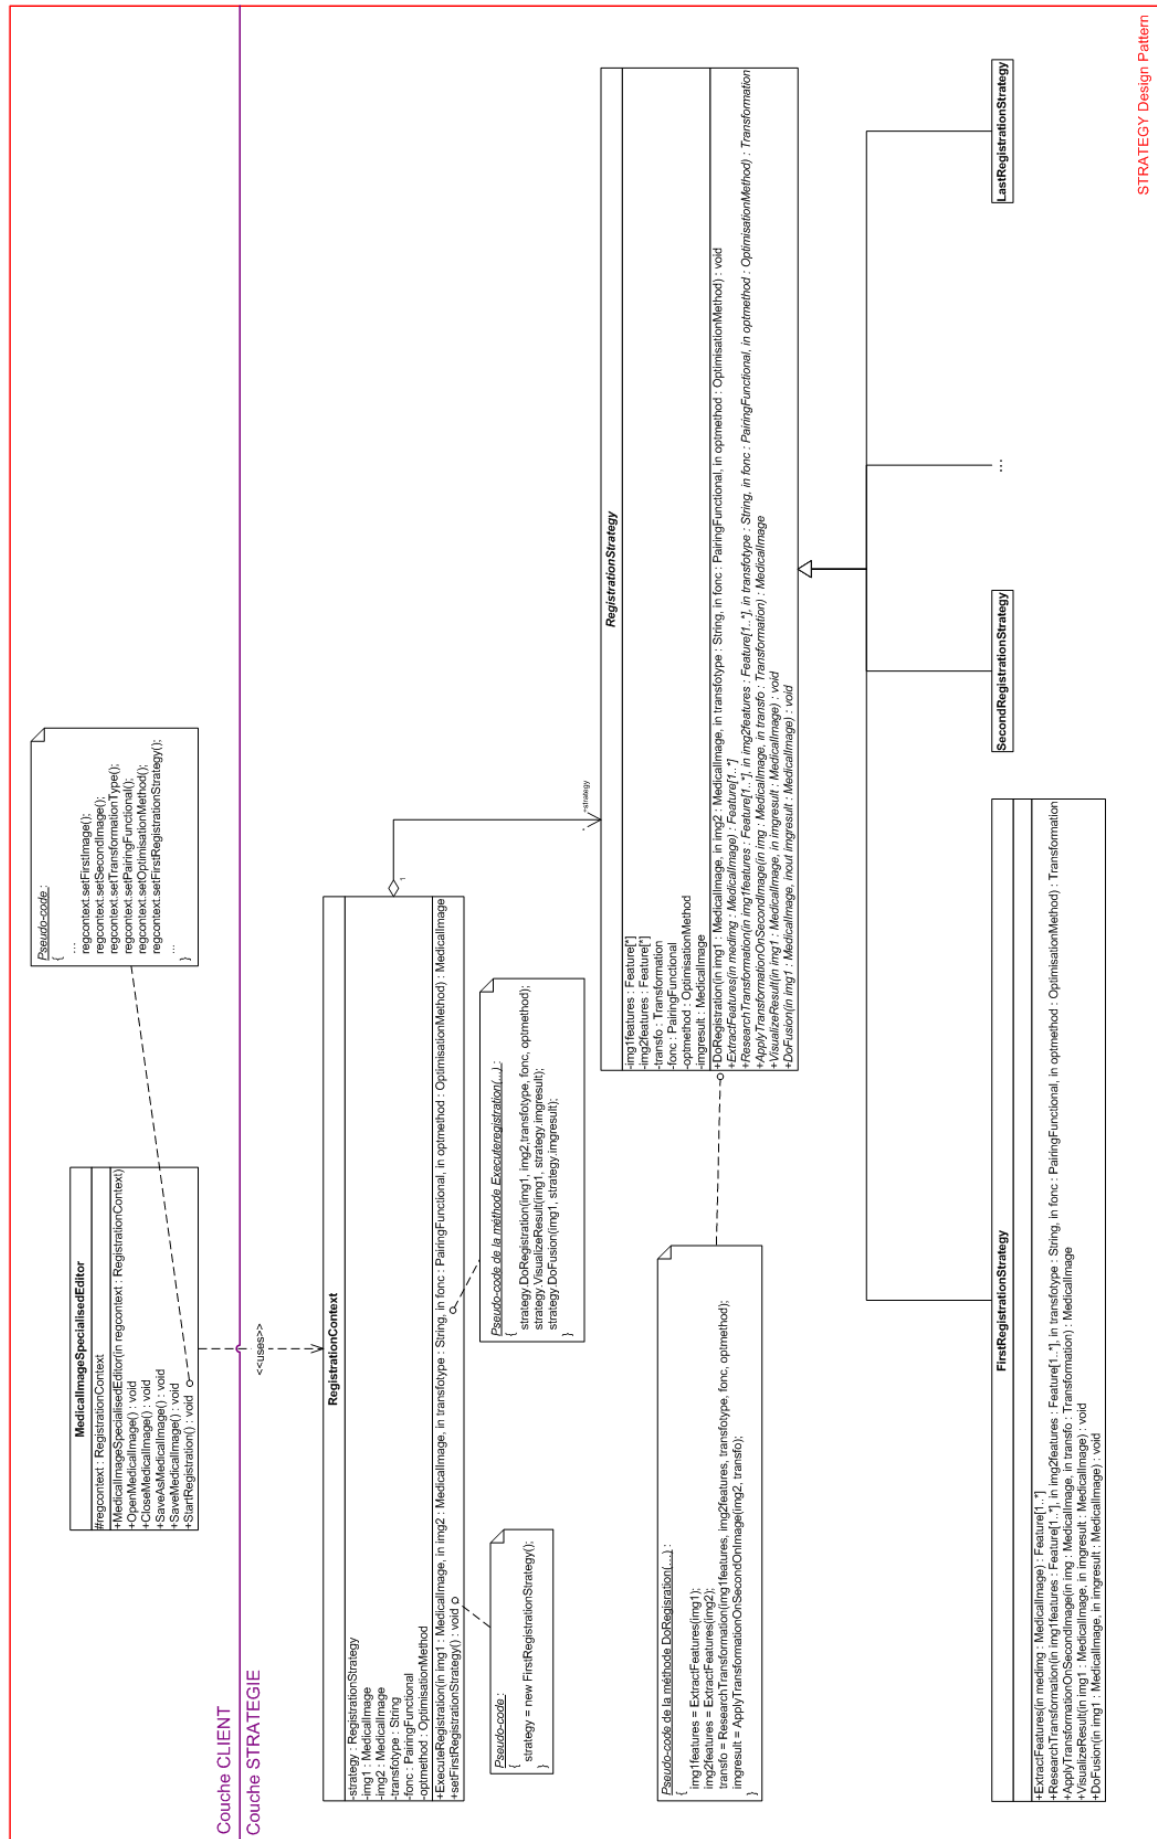 Couche CLIENT
Couche STRATEGIE
MedicalImageSpecialisedEditor
#regcontext : RegistrationContext
+MedicalImageSpecialisedEditor(in regcontext : RegistrationContext)
+OpenMedicalImage() : void
+CloseMedicalImage() : void
+SaveAsMedicalImage() : void
+SaveMedicalImage() : void
+StartRegistration() : void
Pseudo-code :
{
...
regcontext.setFirstImage();
regcontext.setSecondImage();
regcontext.setTransformationType();
regcontext.setPairingFunctional();
regcontext.setOptimisationMethod();
regcontext.setFirstRegistrationStrategy();
...
}
<<uses>>
RegistrationContext
-strategy : RegistrationStrategy
-img1 : MedicalImage
-img2 : MedicalImage
-transfotype : String
-fonc : PairingFunctional
-optmethod : OptimisationMethod
+ExecuteRegistration(in img1 : MedicalImage, in img2 : MedicalImage, in transfotype : String, in fonc : PairingFunctional, in optmethod : OptimisationMethod) : MedicalImage
+setFirstRegistrationStrategy() : void
1
*
+strategy
Pseudo-code :
{
strategy = new FirstRegistrationStrategy();
}
Pseudo-code de la méthode Executeregistration(...) :
{
strategy.DoRegistration(img1, img2,transfotype, fonc, optmethod);
strategy.VisualizeResult(img1, strategy.imgresult);
strategy.DoFusion(img1, strategy.imgresult);
}
RegistrationStrategy
-img1features : Feature[*]
-img2features : Feature[*]
-transfo : Transformation
-fonc : PairingFunctional
-optmethod : OptimisationMethod
-imgresult : MedicalImage
+DoRegistration(in img1 : MedicalImage, in img2 : MedicalImage, in transfotype : String, in fonc : PairingFunctional, in optmethod : OptimisationMethod) : void
+ExtractFeatures(in medimg : MedicalImage) : Feature[1..*]
+ResearchTransformation(in img1features : Feature[1..*], in img2features : Feature[1..*], in transfotype : String, in fonc : PairingFunctional, in optmethod : OptimisationMethod) : Transformation
+ApplyTransformationOnSecondImage(in img : MedicalImage, in transfo : Transformation) : MedicalImage
+VisualizeResult(in img1 : MedicalImage, in imgresult : MedicalImage) : void
+DoFusion(in img1 : MedicalImage, inout imgresult : MedicalImage) : void
Pseudo-code de la méthode DoRegisration(...) :
{
img1features = ExtractFeatures(img1);
img2features = ExtractFeatures(img2);
transfo = ResearchTransformation(img1features, img2features, transfotype, fonc, optmethod);
imgresult = ApplyTransformationOnSecondOnImage(img2, transfo);
}
FirstRegistrationStrategy
+ExtractFeatures(in medimg : MedicalImage) : Feature[1..*]
+ResearchTransformation(in img1features : Feature[1..*], in img2features : Feature[1..*], in transfotype : String, in fonc : PairingFunctional, in optmethod : OptimisationMethod) : Transformation
+ApplyTransformationOnSecondImage(in img : MedicalImage, in transfo : Transformation) : MedicalImage
+VisualizeResult(in img1 : MedicalImage, in imgresult : MedicalImage) : void
+DoFusion(in img1 : MedicalImage, in imgresult : MedicalImage) : void
SecondRegistrationStrategy
...
LastRegistrationStrategy
STRATEGY Design Pattern